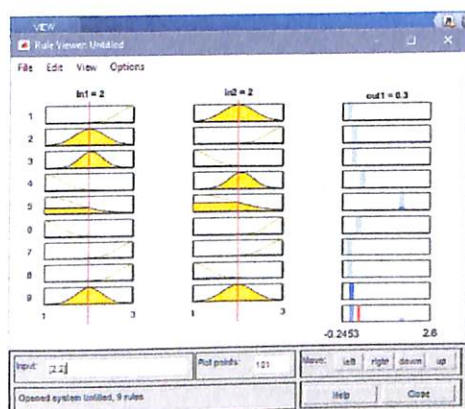 VIEW
Rule Viewer: Untitled
File Edit View Options
in1 = 2 in2 = 2 out1 = 0.3
1
2
3
4
5
6
7
8
9
1 3 1 3
-0.2453 2.6
Input: [2 2] Plot points: 101 Move: left right down up
Opened system Untitled, 9 rules Help Close